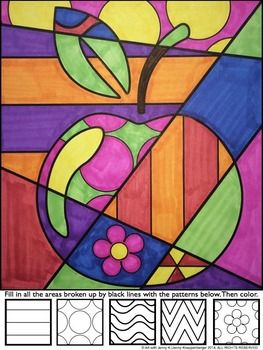 Fill in all the areas broken up by black lines with the patterns below.Then color.